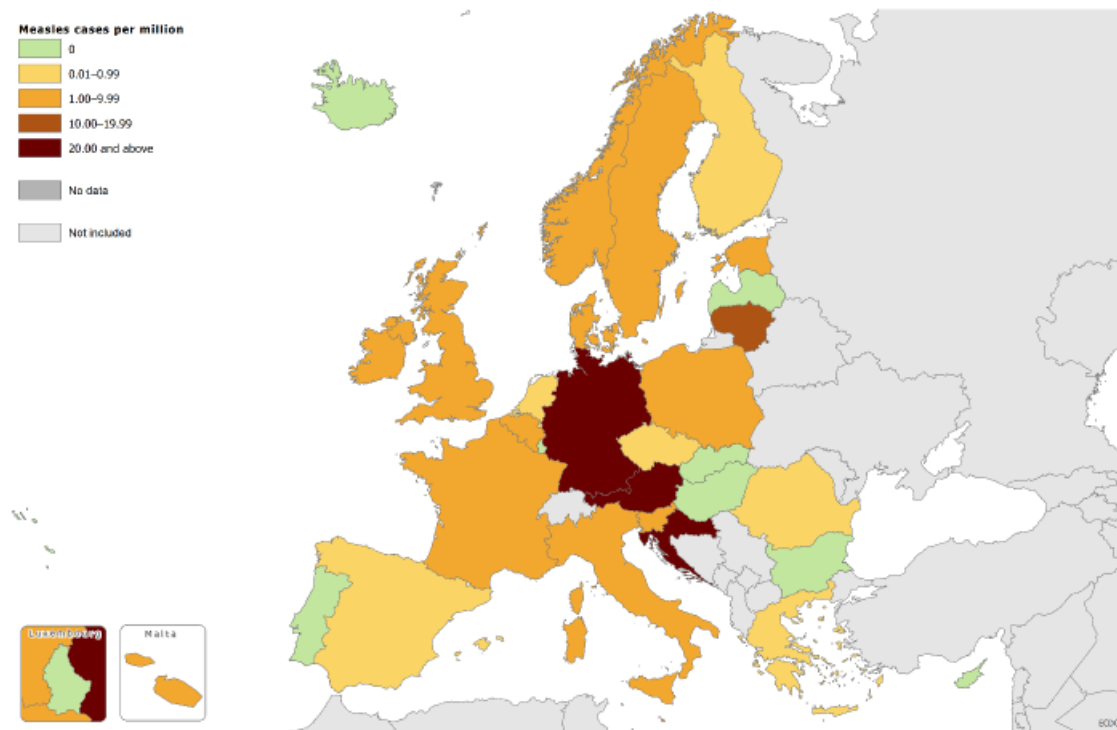 Measles cases per million
0
0.01–0.99
1.00–9.99
10.00–19.99
20.00 and above
No data
Not included
Luxembourg
Malta